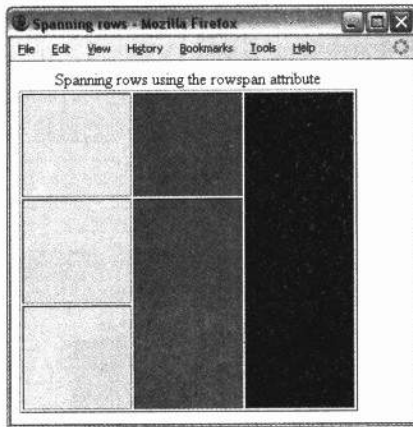 Spanning rows - Mozilla Firefox
File Edit View History Bookmarks Tools Help
Spanning rows using the rowspan attribute